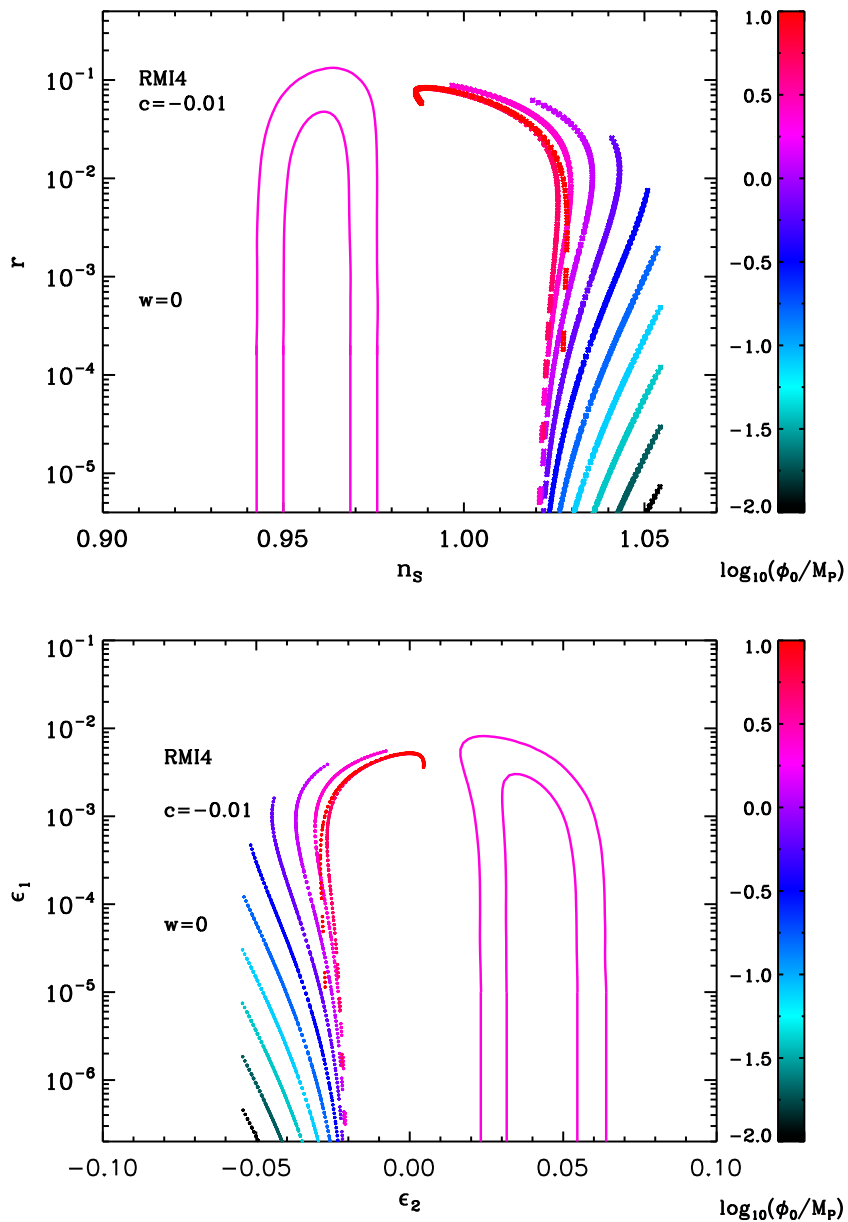 10⁻¹
10⁻²
10⁻³
10⁻⁴
10⁻⁵
r
RMI4
c=−0.01
w=0
0.90
0.95
1.00
1.05
n_S
1.0
0.5
0.0
−0.5
−1.0
−1.5
−2.0
log₁₀(ϕ₀/M_P)
10⁻¹
10⁻²
10⁻³
10⁻⁴
10⁻⁵
10⁻⁶
ϵ₁
RMI4
c=−0.01
w=0
−0.10
−0.05
0.00
0.05
0.10
ϵ₂
1.0
0.5
0.0
−0.5
−1.0
−1.5
−2.0
log₁₀(ϕ₀/M_P)